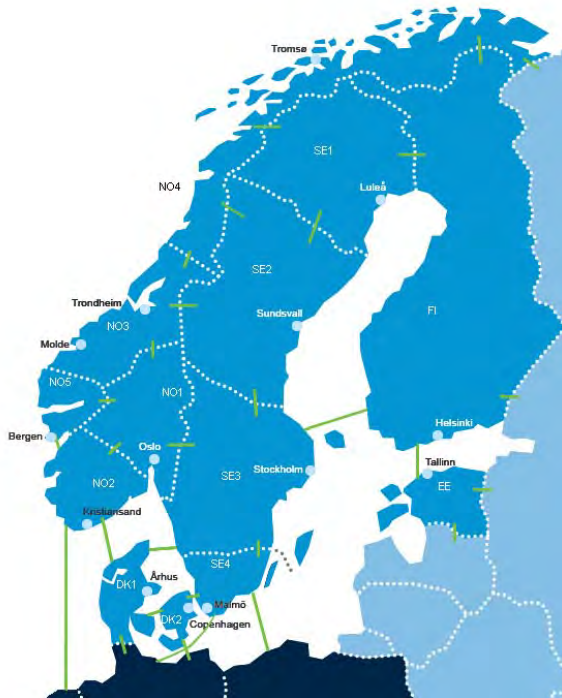 Tromsø
SE1
NO4
Luleå
SE2
Trondheim
FI
NO3
Sundsvall
Molde
NO5
NO1
Bergen
Oslo
Helsinki
Stockholm
Tallinn
SE3
NO2
EE
Kristiansand
SE4
DK1
Århus
DK2
Malmö
Copenhagen